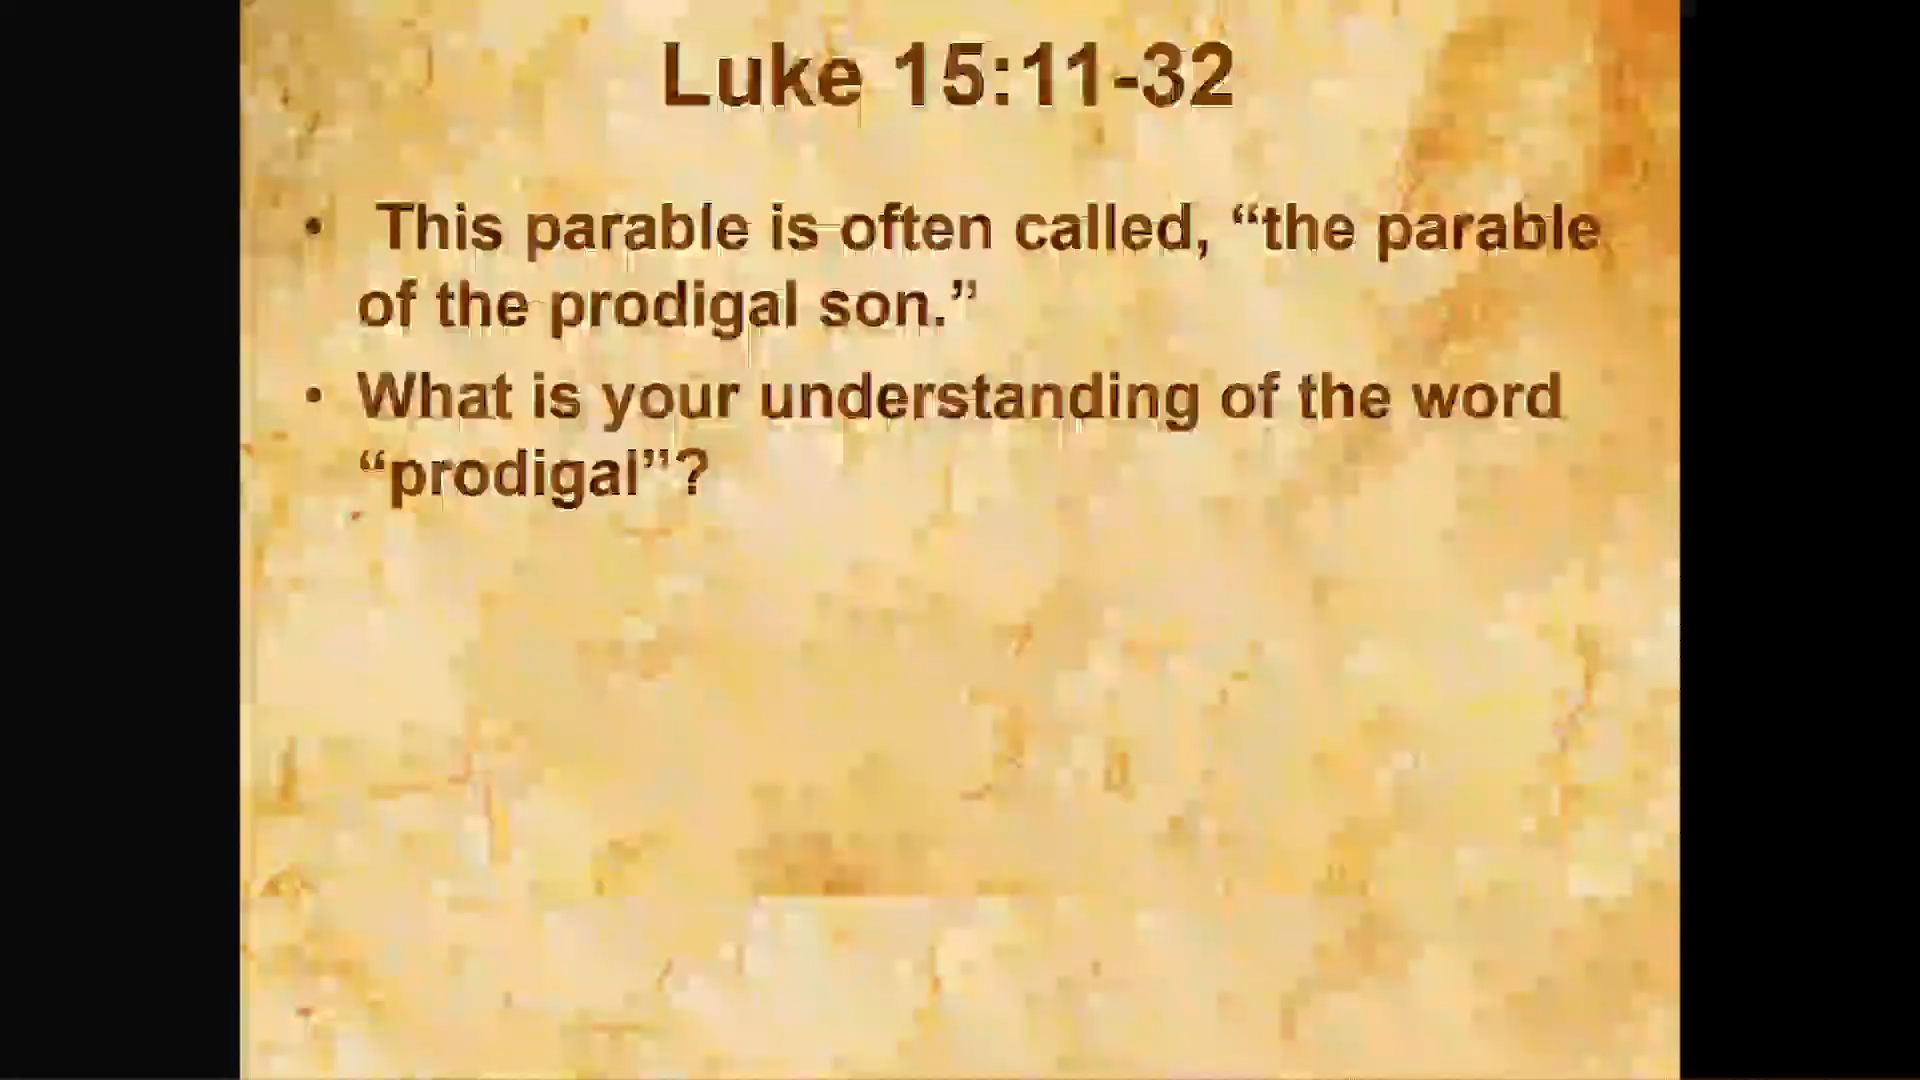 Luke 15:11-32
• This parable is often called, “the parable
of the prodigal son.”
• What is your understanding of the word
“prodigal”?